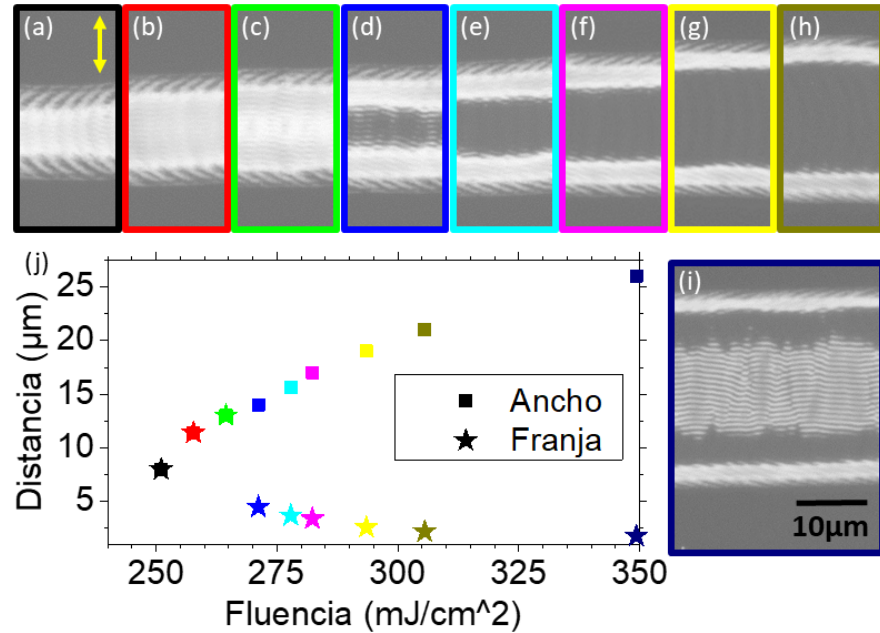 (a) (b) (c) (d) (e) (f) (g) (h)
(j)
(i)
Distancia (µm)
25
20
15
10
5
Ancho
Franja
10µm
250 275 300 325 350
Fluencia (mJ/cm^2)